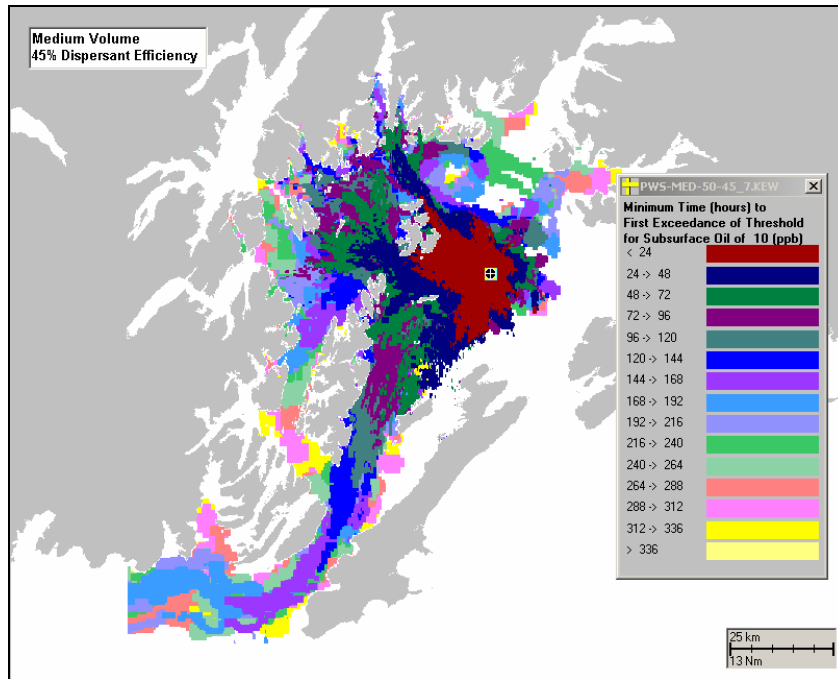 Medium Volume
45% Dispersant Efficiency
PWS-MED-50-45_7.KEW
Minimum Time (hours) to
First Exceedance of Threshold
for Subsurface Oil of 10 (ppb)
< 24
24 -> 48
48 -> 72
72 -> 96
96 -> 120
120 -> 144
144 -> 168
168 -> 192
192 -> 216
216 -> 240
240 -> 264
264 -> 288
288 -> 312
312 -> 336
> 336
25 km
13 Nm